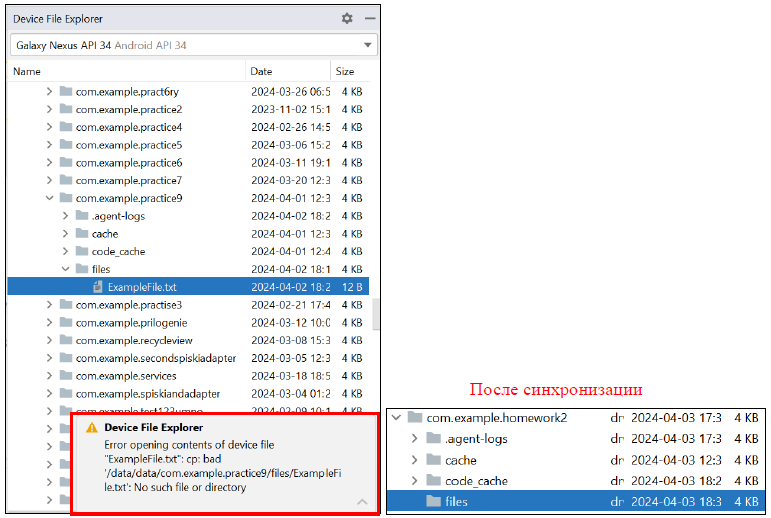 Device File Explorer
Galaxy Nexus API 34 Android API 34
Name Date Size
com.example.pract6ry 2024-03-26 06:5 4 KB
com.example.practice2 2023-11-02 15:1 4 KB
com.example.practice4 2024-02-26 14:5 4 KB
com.example.practice5 2024-03-06 15:2 4 KB
com.example.practice6 2024-03-11 19:1 4 KB
com.example.practice7 2024-03-20 12:3 4 KB
com.example.practice9 2024-04-01 12:3 4 KB
.agent-logs 2024-04-02 18:2 4 KB
cache 2024-04-01 12:3 4 KB
code_cache 2024-04-01 12:4 4 KB
files 2024-04-02 18:1 4 KB
ExampleFile.txt 2024-04-02 18:2 12 B
com.example.practise3 2024-02-21 17:4 4 KB
com.example.prilogenie 2024-03-12 10:0 4 KB
com.example.recycleview 2024-03-08 15:3 4 KB
com.example.secondspiskiadapter 2024-03-05 12:3 4 KB
com.example.services 2024-03-18 18:5 4 KB
com.example.spiskiandadapter 2024-03-04 01:2 4 KB
com.example.test123umno 2024-03-09 10:1 4 KB
Device File Explorer
Error opening contents of device file
"ExampleFile.txt": cp: bad
'/data/data/com.example.practice9/files/ExampleFi
le.txt': No such file or directory
После синхронизации
com.example.homework2 dr 2024-04-03 17:3 4 KB
.agent-logs dr 2024-04-03 17:3 4 KB
cache dr 2024-04-03 12:3 4 KB
code_cache dr 2024-04-03 18:2 4 KB
files dr 2024-04-03 18:3 4 KB